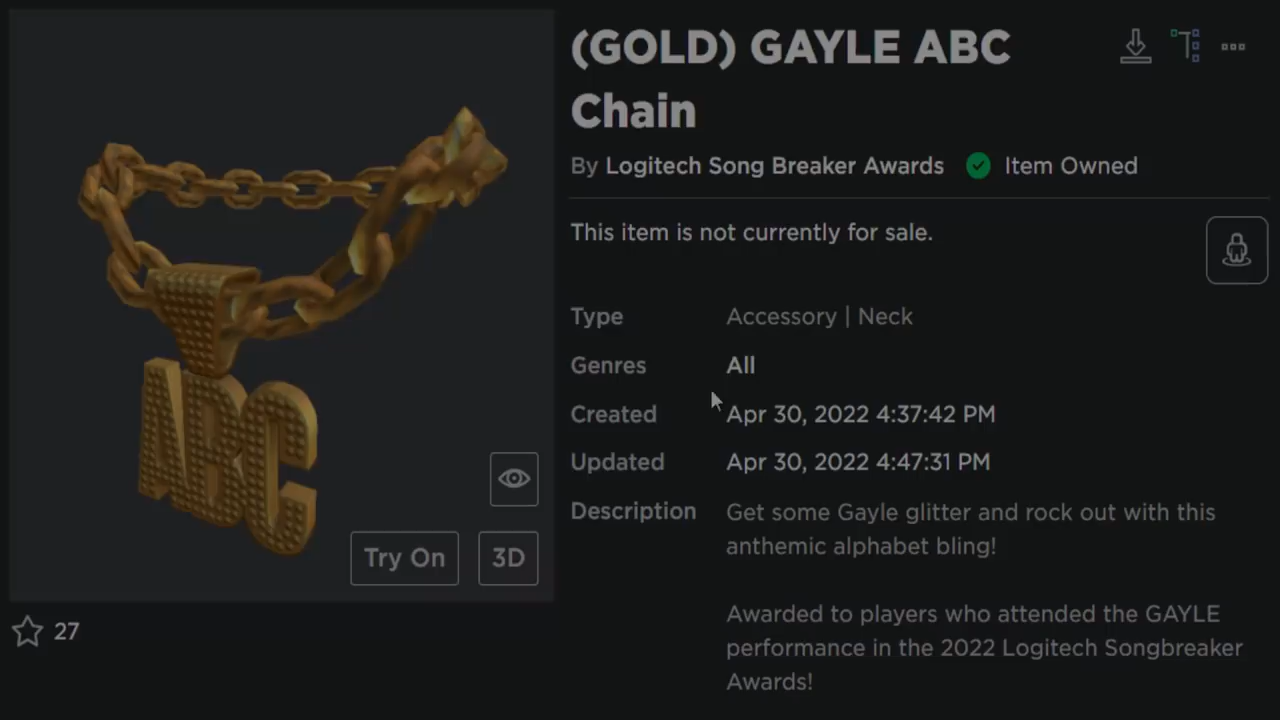 (GOLD) GAYLE ABC
Chain
By Logitech Song Breaker Awards Item Owned
This item is not currently for sale.
Type Accessory | Neck
Genres All
Created Apr 30, 2022 4:37:42 PM
Updated Apr 30, 2022 4:47:31 PM
Description Get some Gayle glitter and rock out with this
anthemic alphabet bling!
Awarded to players who attended the GAYLE
performance in the 2022 Logitech Songbreaker
Awards!
ABC
Try On 3D
27